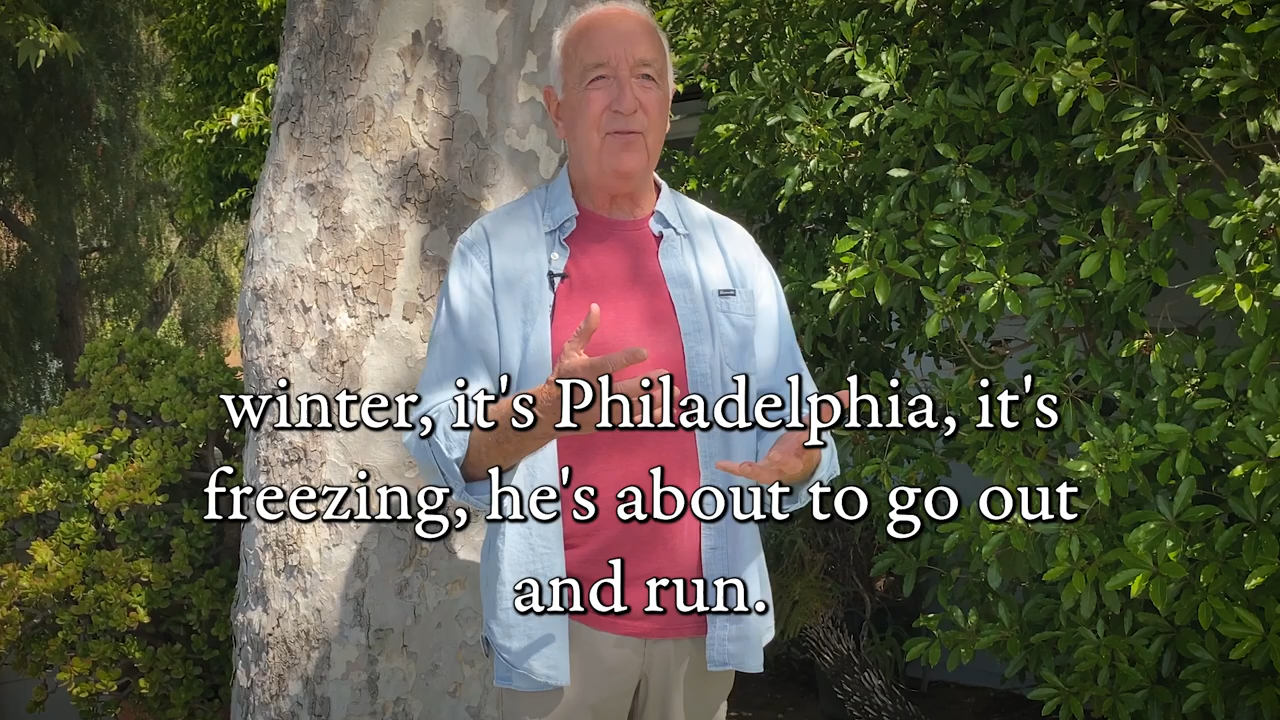 winter, it's Philadelphia, it's
freezing, he's about to go out
and run.